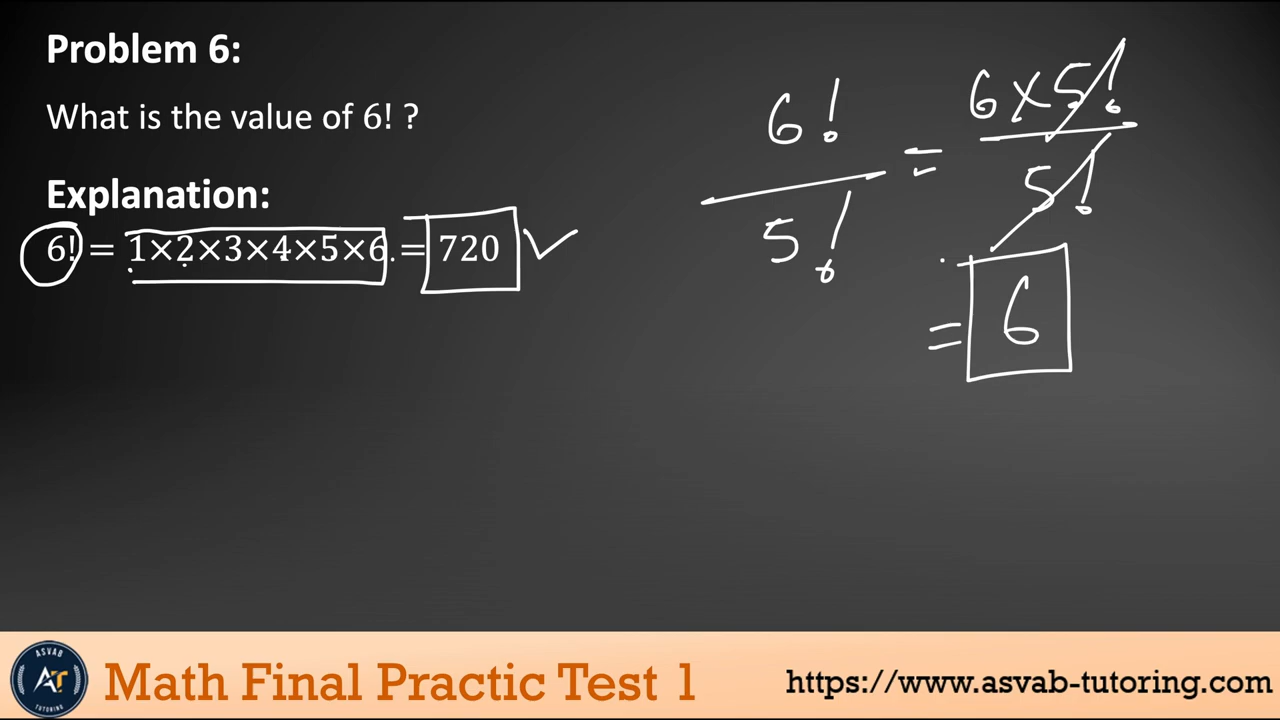 Problem 6:
What is the value of 6! ?
Explanation:
6! = 1×2×3×4×5×6 = 720
6!
5!
=
6 × 5!
5!
= 6
ASVAB
AT
TUTORING
Math Final Practic Test 1
https://www.asvab-tutoring.com